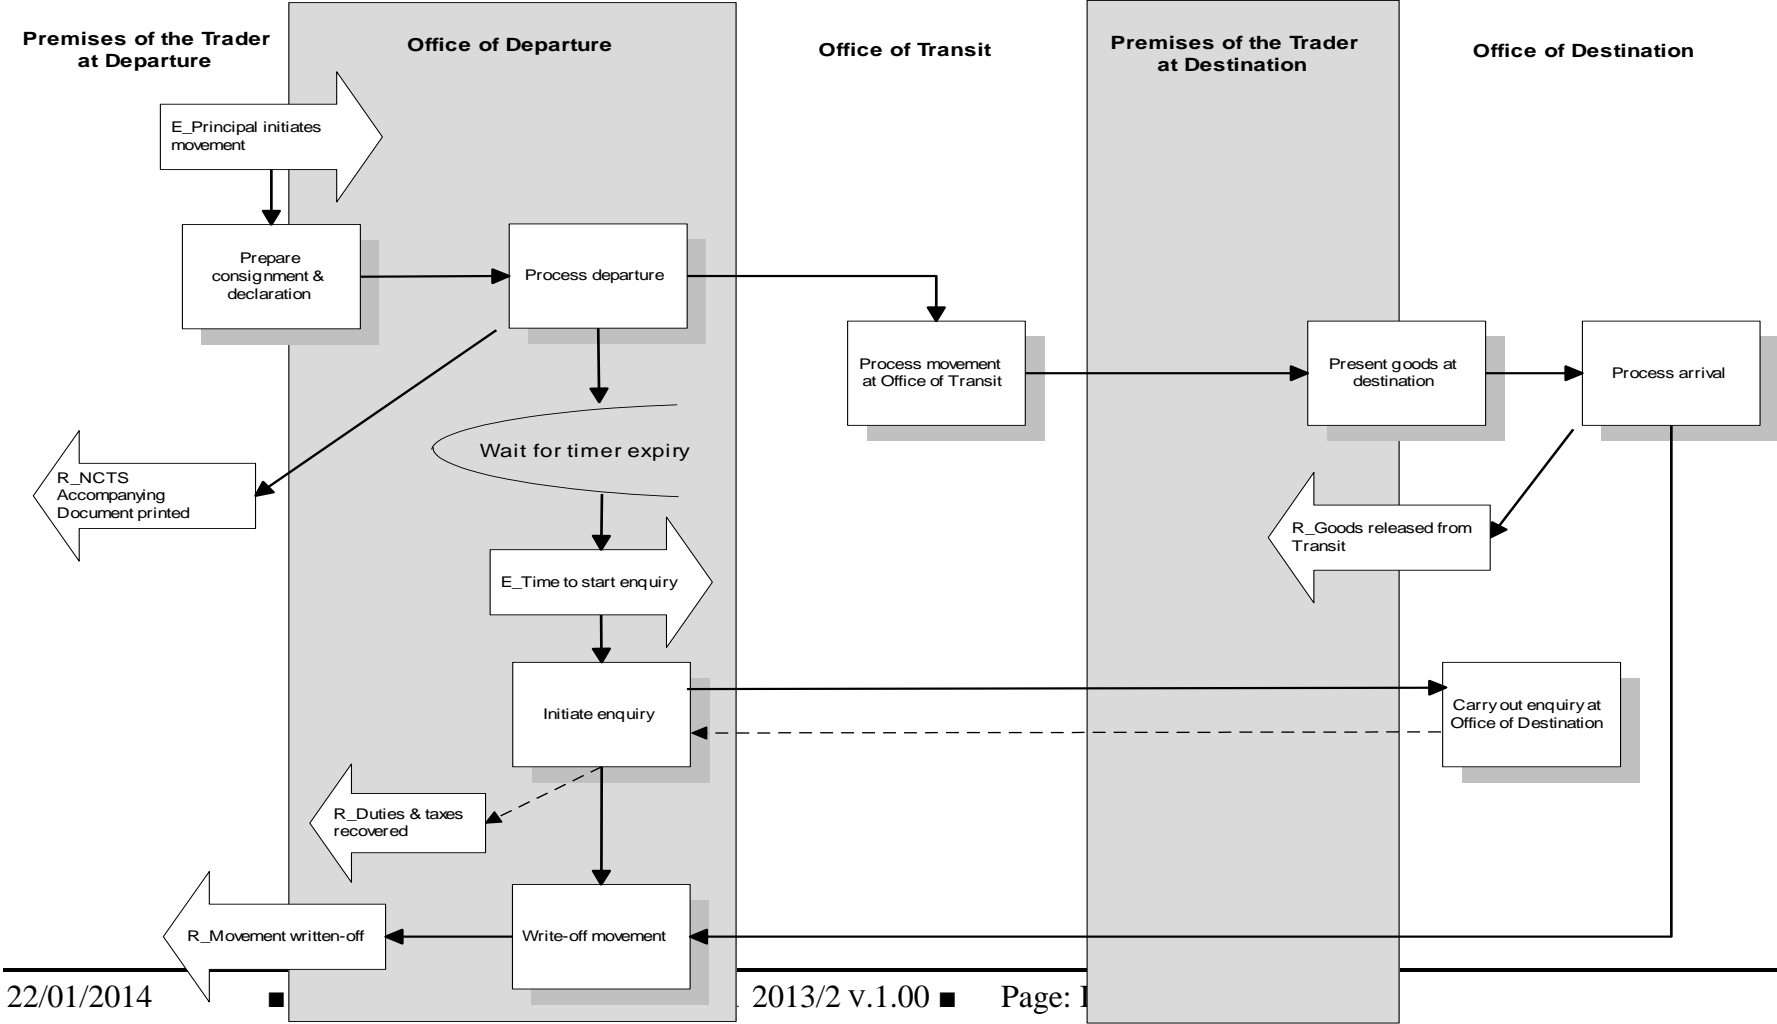 Premises of the Trader
at Departure
Office of Departure
Office of Transit
Premises of the Trader
at Destination
Office of Destination
E_Principal initiates
movement
Prepare
consignment &
declaration
Process departure
Process movement
at Office of Transit
Present goods at
destination
Process arrival
Wait for timer expiry
R_NCTS
Accompanying
Document printed
R_Goods released from
Transit
E_Time to start enquiry
Initiate enquiry
Carry out enquiry at
Office of Destination
R_Duties & taxes
recovered
R_Movement written-off
Write-off movement
22/01/2014 ■ 2013/2 v.1.00 ■ Page: